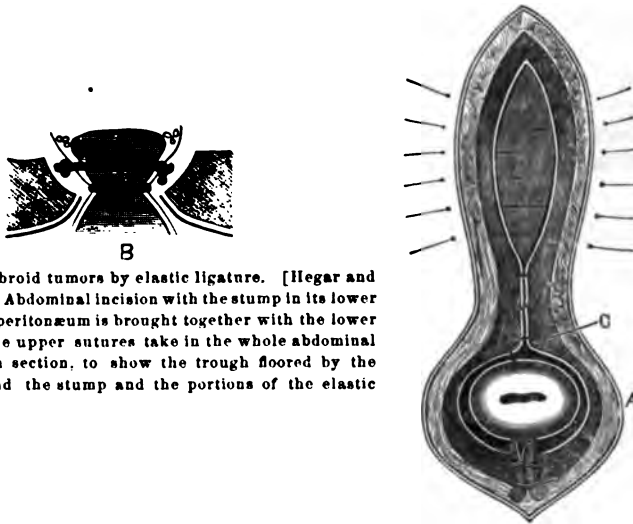 B
broid tumors by elastic ligature. [Hegar and
Abdominal incision with the stump in its lower
peritonæum is brought together with the lower
e upper sutures take in the whole abdominal
section, to show the trough floored by the
d the stump and the portions of the elastic
C
A